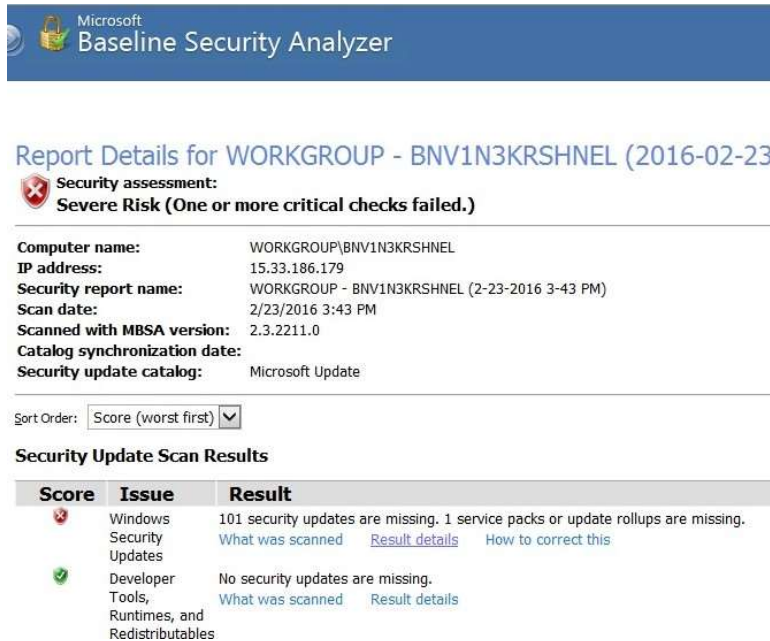 Microsoft
Baseline Security Analyzer
Report Details for WORKGROUP - BNV1N3KRSHNEL (2016-02-23
Security assessment:
Severe Risk (One or more critical checks failed.)
Computer name: WORKGROUP\BNV1N3KRSHNEL
IP address: 15.33.186.179
Security report name: WORKGROUP - BNV1N3KRSHNEL (2-23-2016 3-43 PM)
Scan date: 2/23/2016 3:43 PM
Scanned with MBSA version: 2.3.2211.0
Catalog synchronization date:
Security update catalog: Microsoft Update
Sort Order: Score (worst first)
Security Update Scan Results
Score Issue Result
Windows 101 security updates are missing. 1 service packs or update rollups are missing.
Security What was scanned Result details How to correct this
Updates
Developer No security updates are missing.
Tools, What was scanned Result details
Runtimes, and
Redistributables